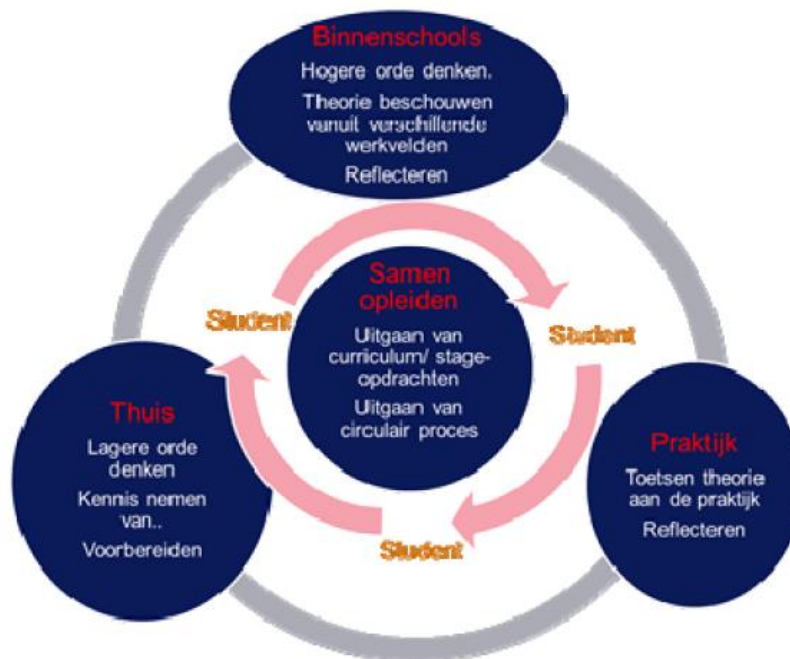 Binnenschools
Hogere orde denken.
Theorie beschouwen
vanuit verschillende
werkvelden
Reflecteren
Samen
opleiden
Uitgaan van
curriculum/ stage-
opdrachten
Uitgaan van
circulair proces
Student
Student
Student
Thuis
Lagere orde
denken
Kennis nemen
van..
Voorbereiden
Praktijk
Toetsen theorie
aan de praktijk
Reflecteren